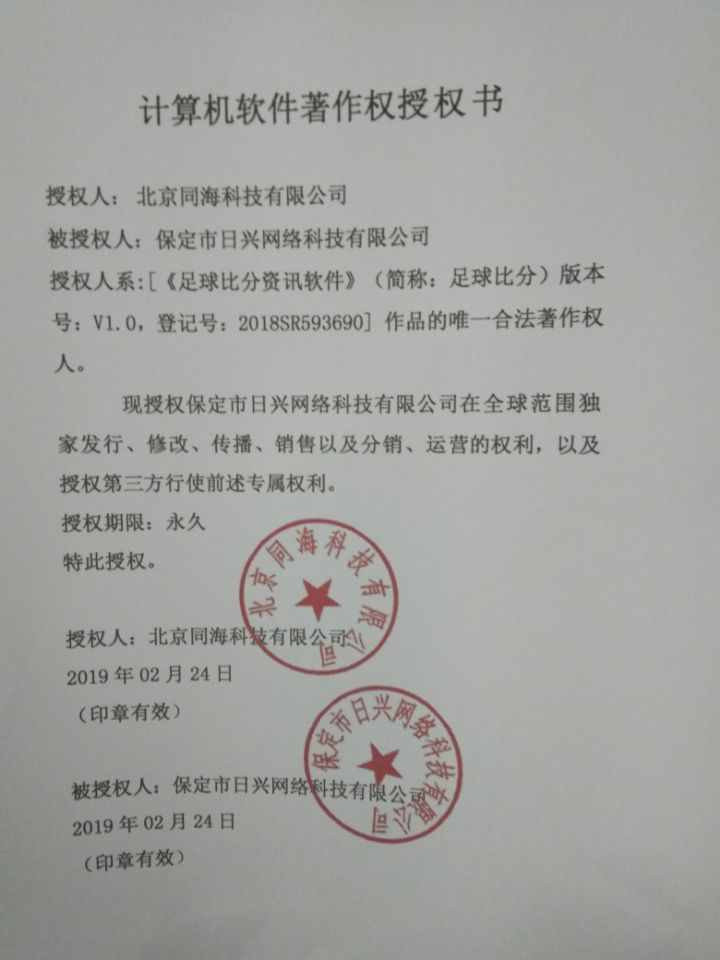 计算机软件著作权授权书
授权人： 北京同海科技有限公司
被授权人：保定市日兴网络科技有限公司
授权人系:[《足球比分资讯软件》（简称：足球比分）版本
号：V1.0，登记号：2018SR593690] 作品的唯一合法著作权
人。
现授权保定市日兴网络科技有限公司在全球范围独
家发行、修改、传播、销售以及分销、运营的权利，以及
授权第三方行使前述专属权利。
授权期限：永久
特此授权。
北京同海科技有限公司
授权人：北京同海科技有限公司
2019 年 02 月 24 日
（印章有效）
保定市日兴网络科技有限公司
被授权人：保定市日兴网络科技有限公司
2019 年 02 月 24 日
（印章有效）